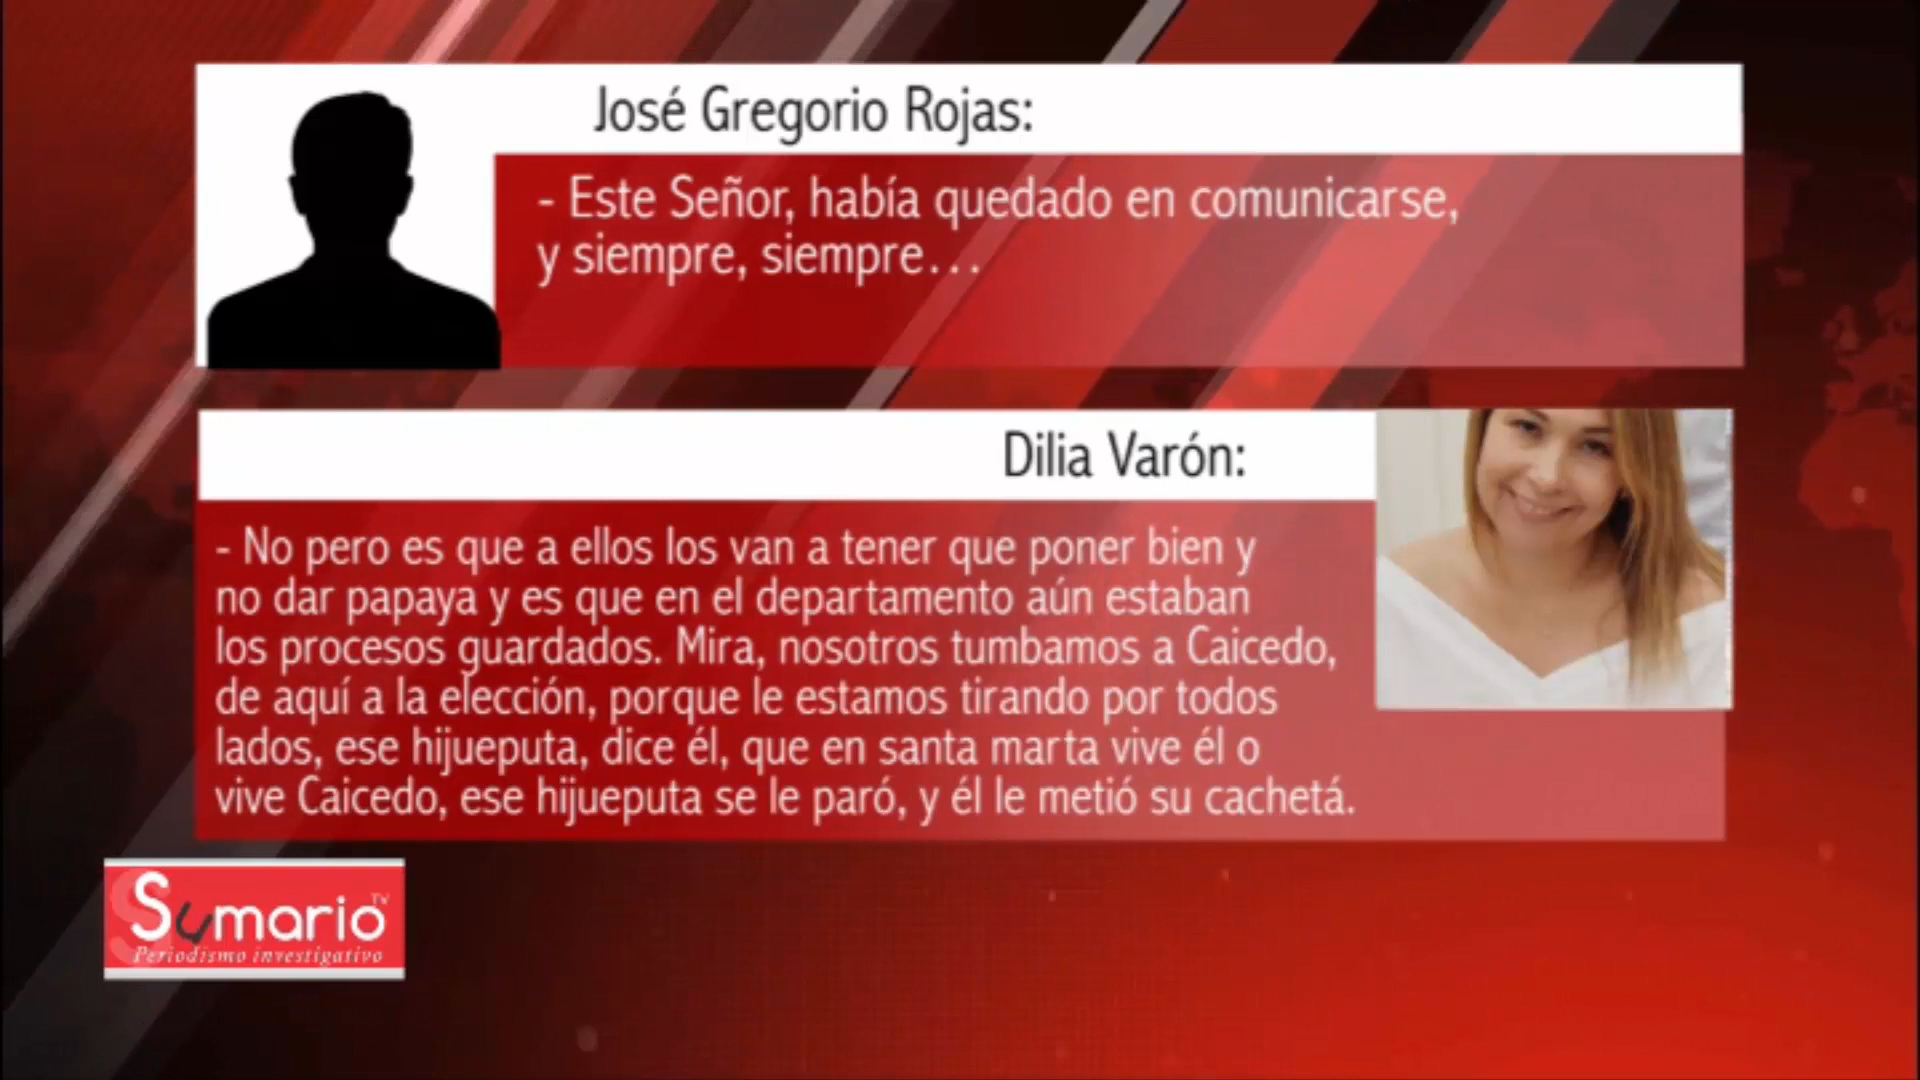 José Gregorio Rojas:
- Este Señor, había quedado en comunicarse,
y siempre, siempre…
Dilia Varón:
- No pero es que a ellos los van a tener que poner bien y
no dar papaya y es que en el departamento aún estaban
los procesos guardados. Mira, nosotros tumbamos a Caicedo,
de aquí a la elección, porque le estamos tirando por todos
lados, ese hijueputa, dice él, que en santa marta vive él o
vive Caicedo, ese hijueputa se le paró, y él le metió su cachetá.
Sumario TV
Periodismo investigativo